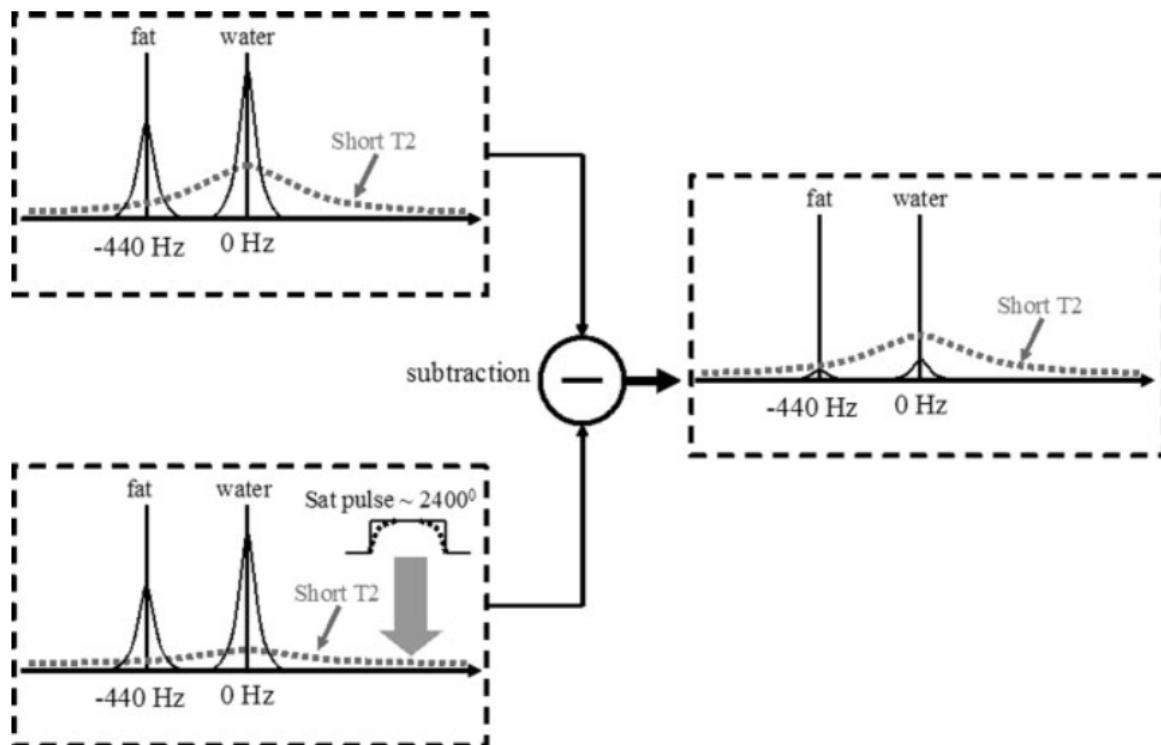 fat water
Short T2
-440 Hz 0 Hz
subtraction
fat water
Short T2
-440 Hz 0 Hz
fat water
Sat pulse ~ 2400⁰
Short T2
-440 Hz 0 Hz